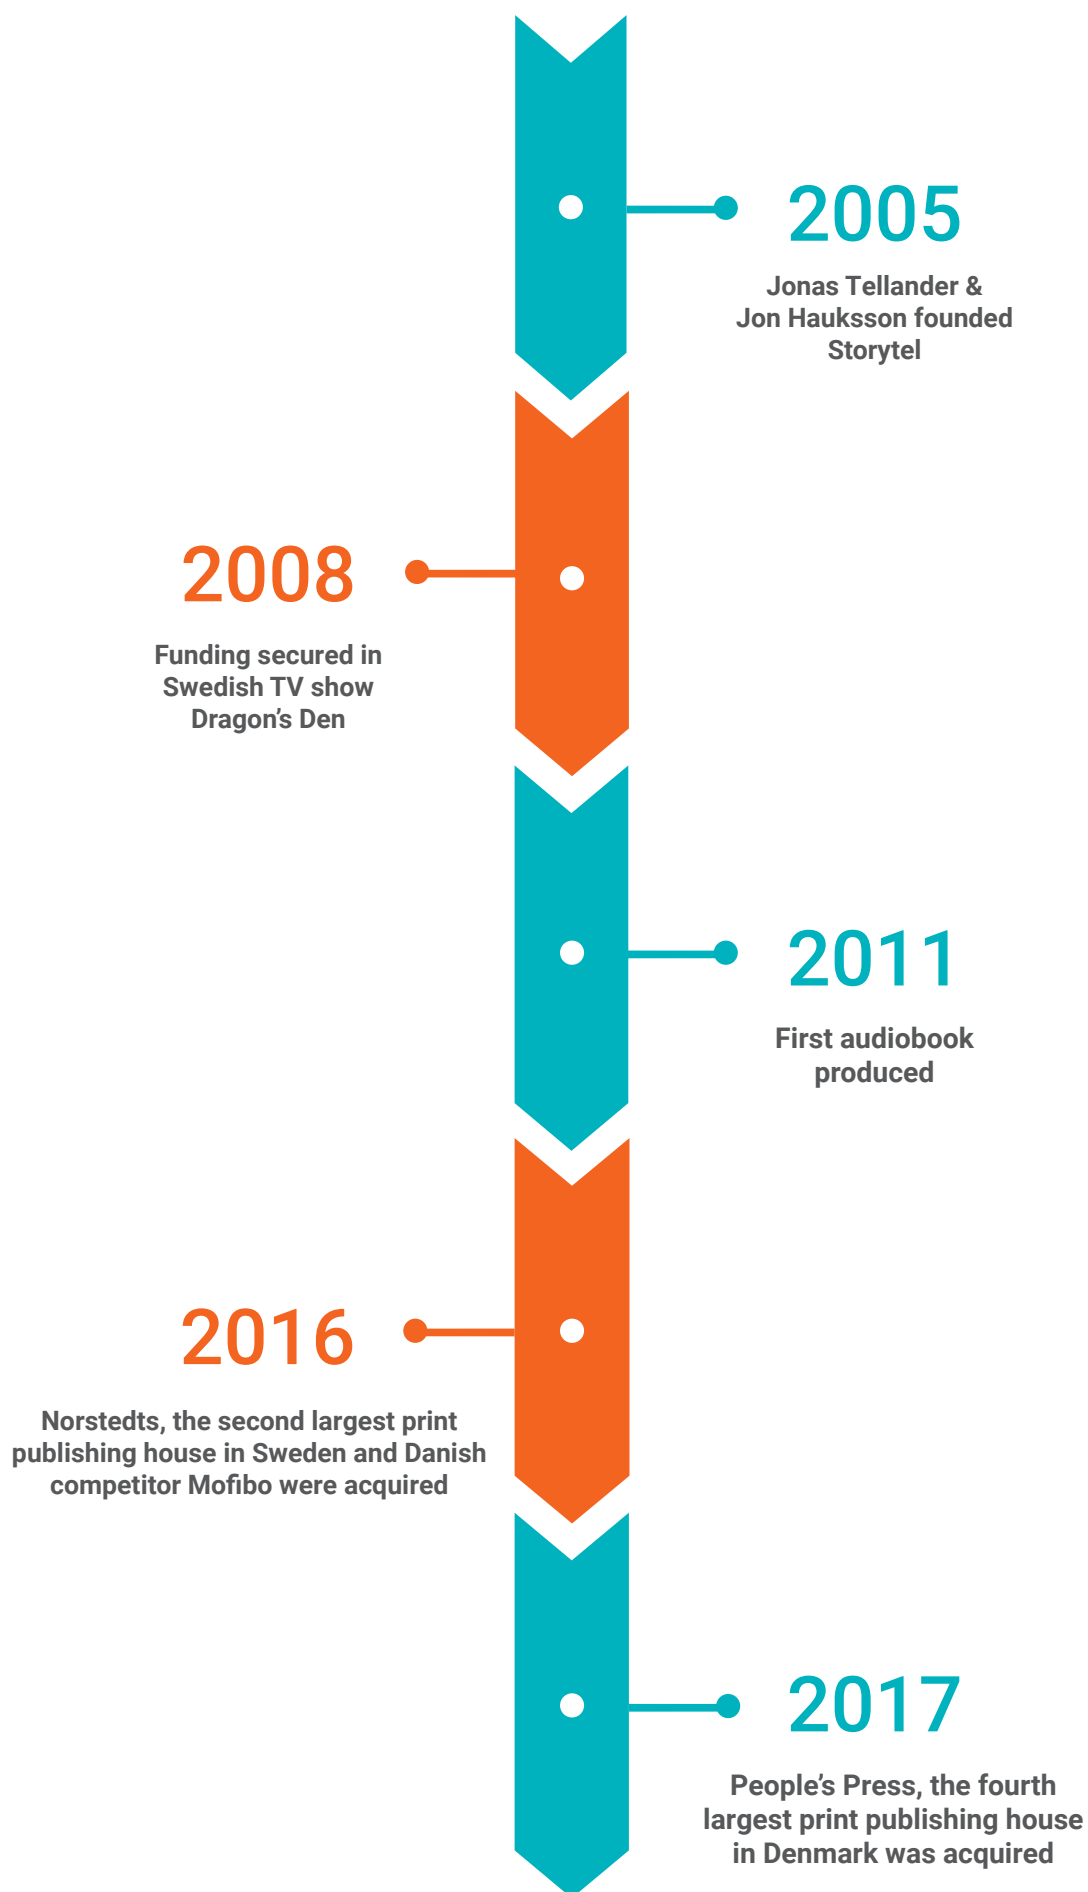 2005
Jonas Tellander &
Jon Hauksson founded
Storytel
2008
Funding secured in
Swedish TV show
Dragon’s Den
2011
First audiobook
produced
2016
Norstedts, the second largest print
publishing house in Sweden and Danish
competitor Mofibo were acquired
2017
People’s Press, the fourth
largest print publishing house
in Denmark was acquired